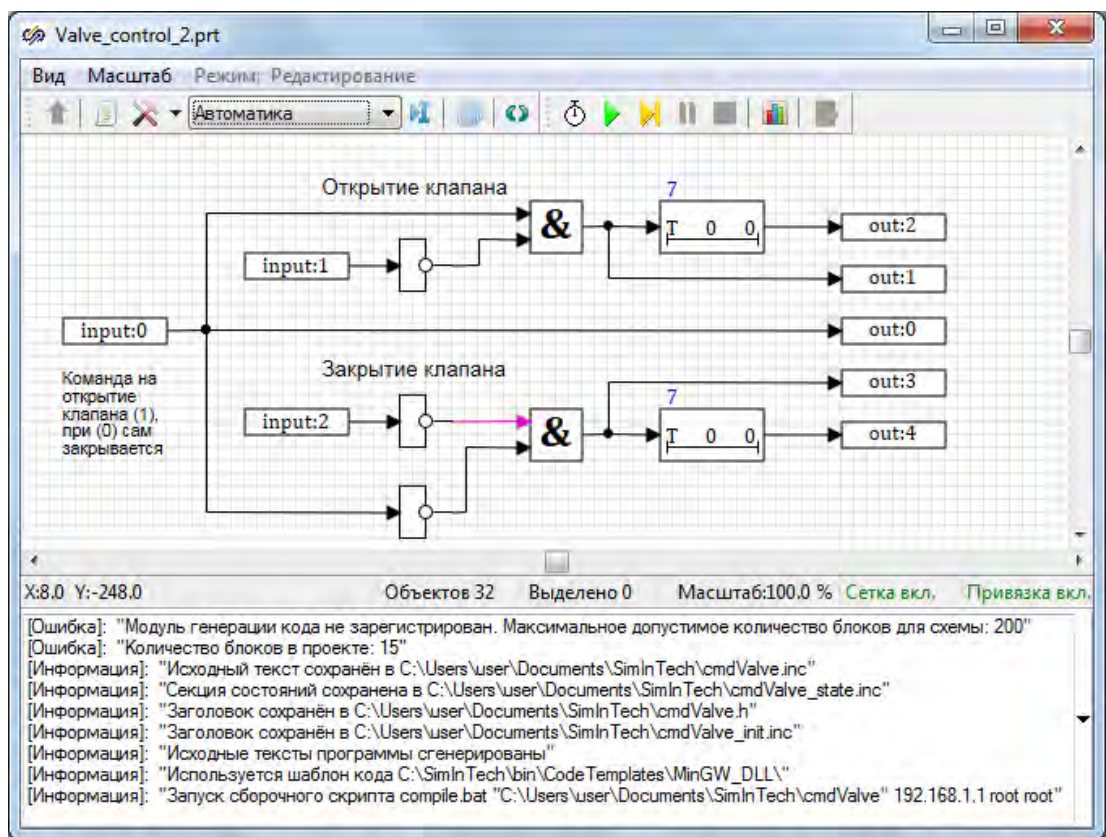 Valve_control_2.prt
Вид Масштаб Режим: Редактирование
Автоматика
Открытие клапана
7
&
T 0 0
out:2
input:1
out:1
input:0
out:0
Закрытие клапана
Команда на
открытие
клапана (1),
при (0) сам
закрывается
out:3
7
input:2
&
T 0 0
out:4
X:8.0 Y:-248.0 Объектов 32 Выделено 0 Масштаб:100.0 % Сетка вкл. Привязка вкл.
[Ошибка]: "Модуль генерации кода не зарегистрирован. Максимальное допустимое количество блоков для схемы: 200"
[Ошибка]: "Количество блоков в проекте: 15"
[Информация]: "Исходный текст сохранён в C:\Users\user\Documents\SimInTech\cmdValve.inc"
[Информация]: "Секция состояний сохранена в C:\Users\user\Documents\SimInTech\cmdValve_state.inc"
[Информация]: "Заголовок сохранён в C:\Users\user\Documents\SimInTech\cmdValve.h"
[Информация]: "Заголовок сохранён в C:\Users\user\Documents\SimInTech\cmdValve_init.inc"
[Информация]: "Исходные тексты программы сгенерированы"
[Информация]: "Используется шаблон кода C:\SimInTech\bin\CodeTemplates\MinGW_DLL\"
[Информация]: "Запуск сборочного скрипта compile.bat "C:\Users\user\Documents\SimInTech\cmdValve" 192.168.1.1 root root"